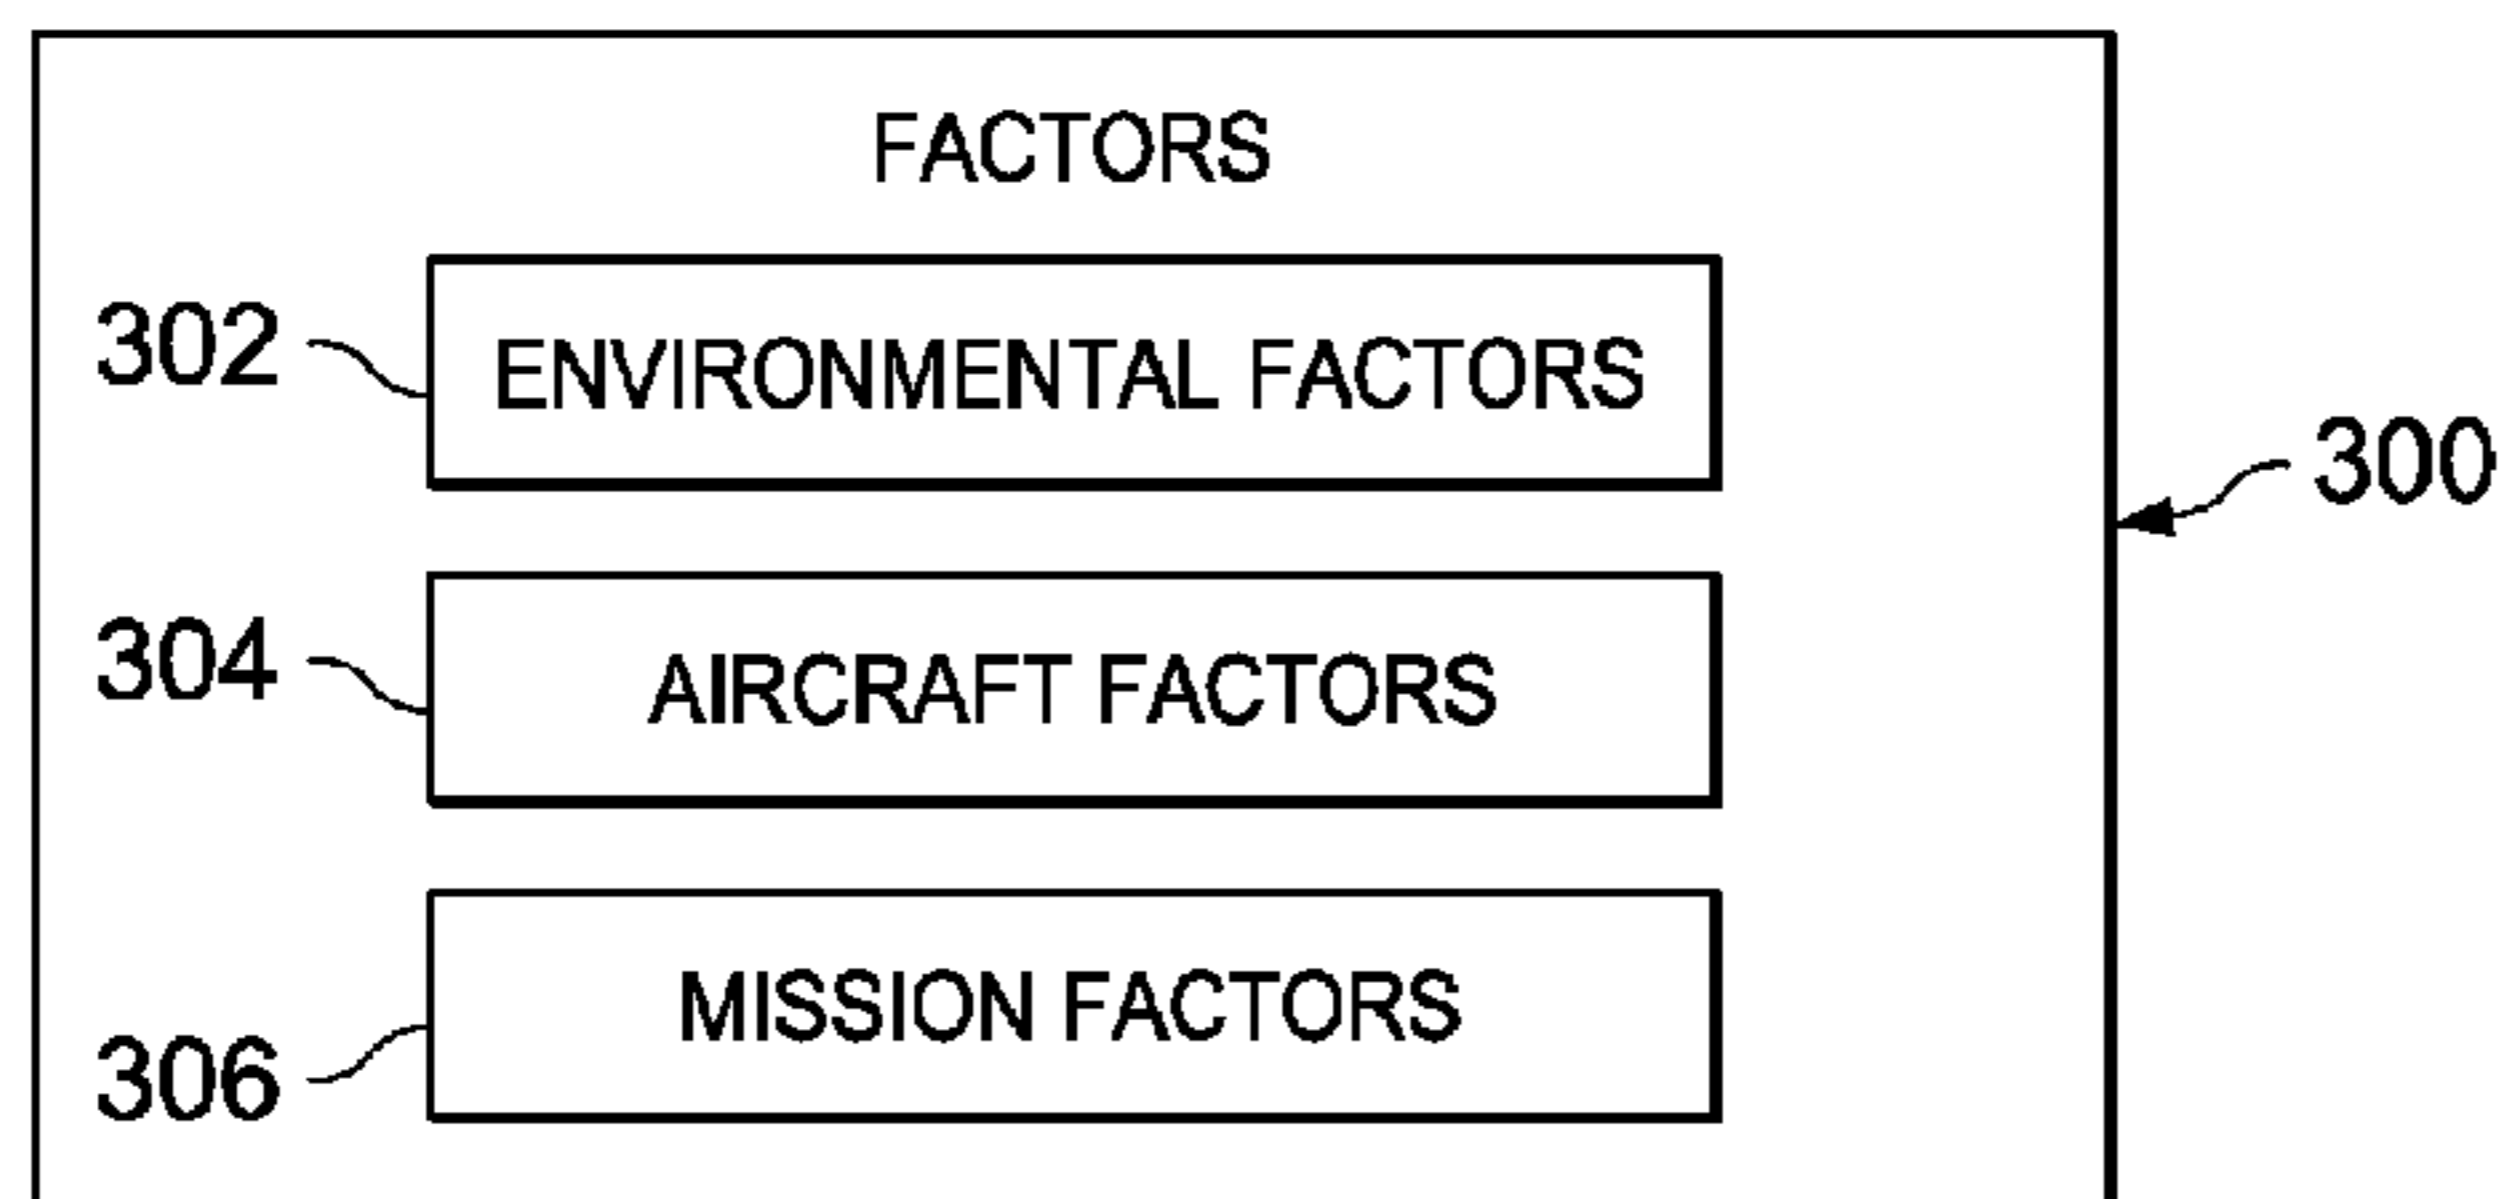 FACTORS
302
ENVIRONMENTAL FACTORS
300
304
AIRCRAFT FACTORS
MISSION FACTORS
306